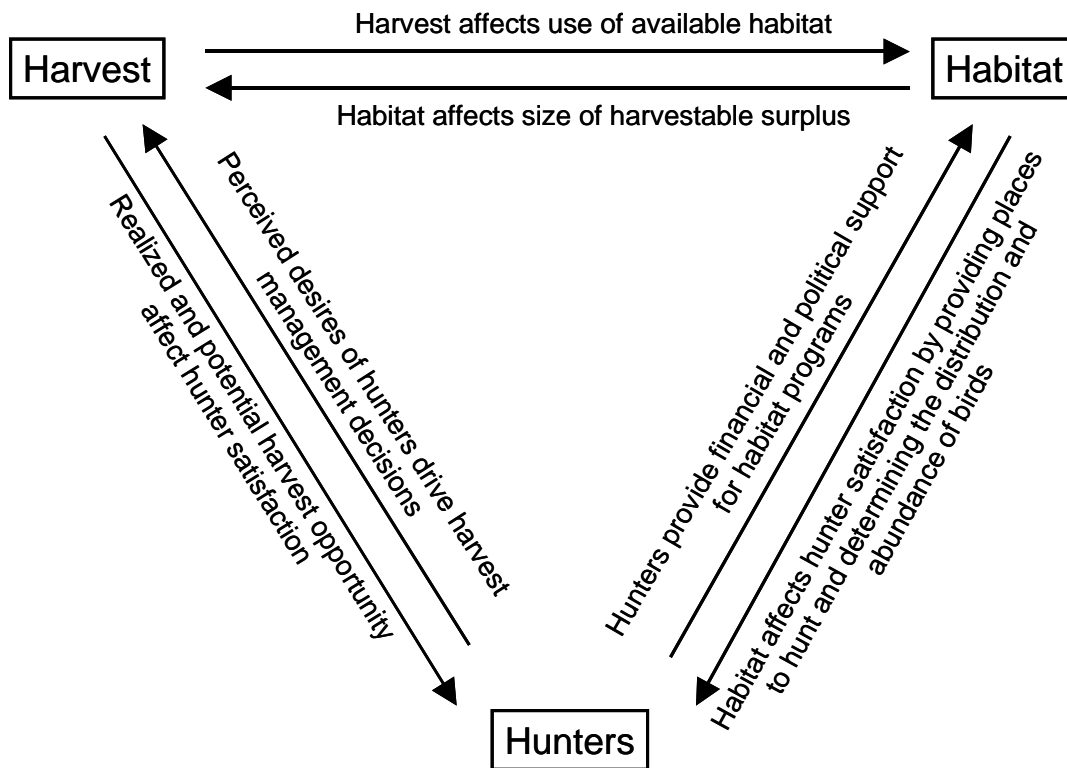 Harvest affects use of available habitat
Harvest
Habitat
Habitat affects size of harvestable surplus
Perceived desires of hunters drive harvest
management decisions
Realized and potential harvest opportunity
affect hunter satisfaction
Hunters provide financial and political support
for habitat programs
Habitat affects hunter satisfaction by providing places
to hunt and determining the distribution and
abundance of birds
Hunters